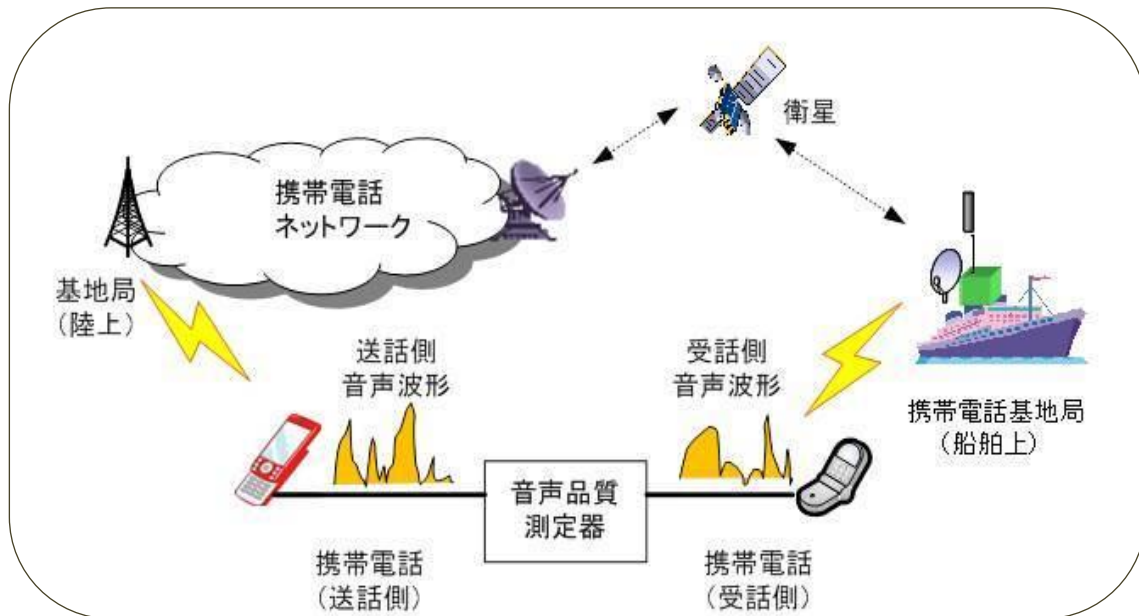 衛星
携帯電話
ネットワーク
基地局
（陸上）
送話側
音声波形
受話側
音声波形
携帯電話基地局
（船舶上）
音声品質
測定器
携帯電話
（送話側）
携帯電話
（受話側）